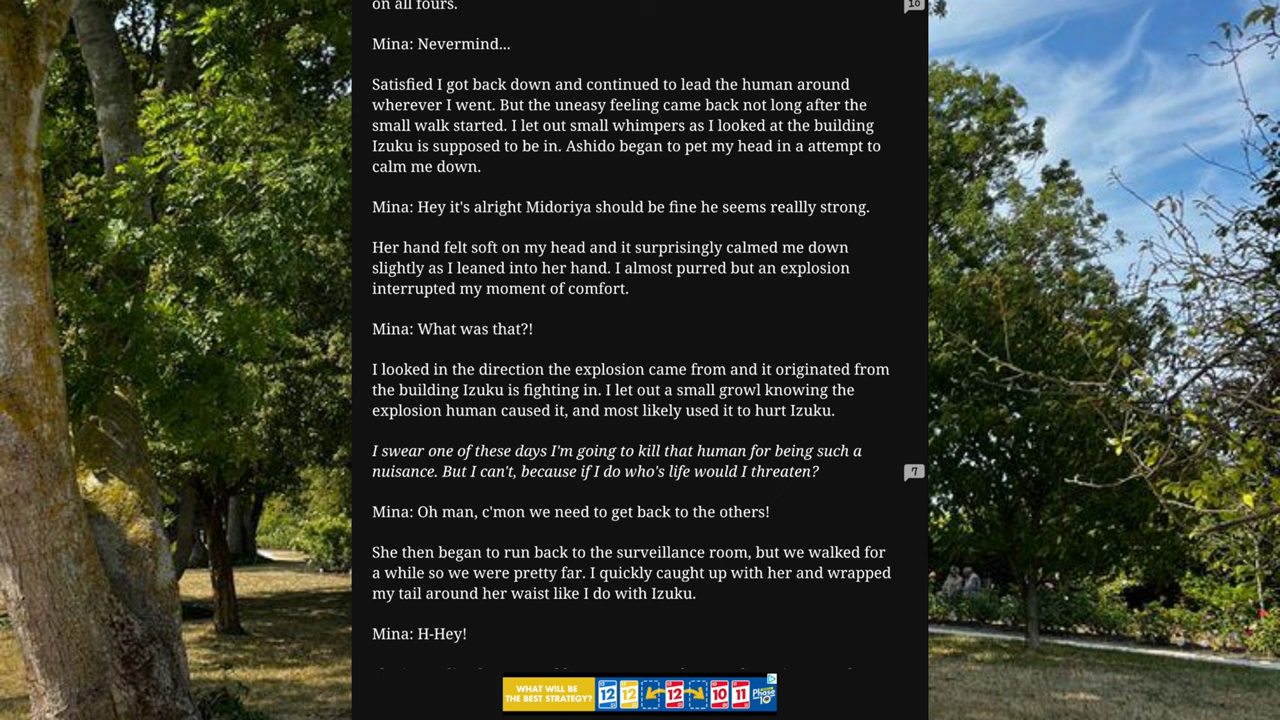 on all fours.
10
Mina: Nevermind...
Satisfied I got back down and continued to lead the human around
wherever I went. But the uneasy feeling came back not long after the
small walk started. I let out small whimpers as I looked at the building
Izuku is supposed to be in. Ashido began to pet my head in a attempt to
calm me down.
Mina: Hey it's alright Midoriya should be fine he seems reallly strong.
Her hand felt soft on my head and it surprisingly calmed me down
slightly as I leaned into her hand. I almost purred but an explosion
interrupted my moment of comfort.
Mina: What was that?!
I looked in the direction the explosion came from and it originated from
the building Izuku is fighting in. I let out a small growl knowing the
explosion human caused it, and most likely used it to hurt Izuku.
I swear one of these days I'm going to kill that human for being such a
nuisance. But I can't, because if I do who's life would I threaten?
7
Mina: Oh man, c'mon we need to get back to the others!
She then began to run back to the surveillance room, but we walked for
a while so we were pretty far. I quickly caught up with her and wrapped
my tail around her waist like I do with Izuku.
Mina: H-Hey!
WHAT WILL BE
THE BEST STRATEGY?
12 12 12 10 11 Phase 10